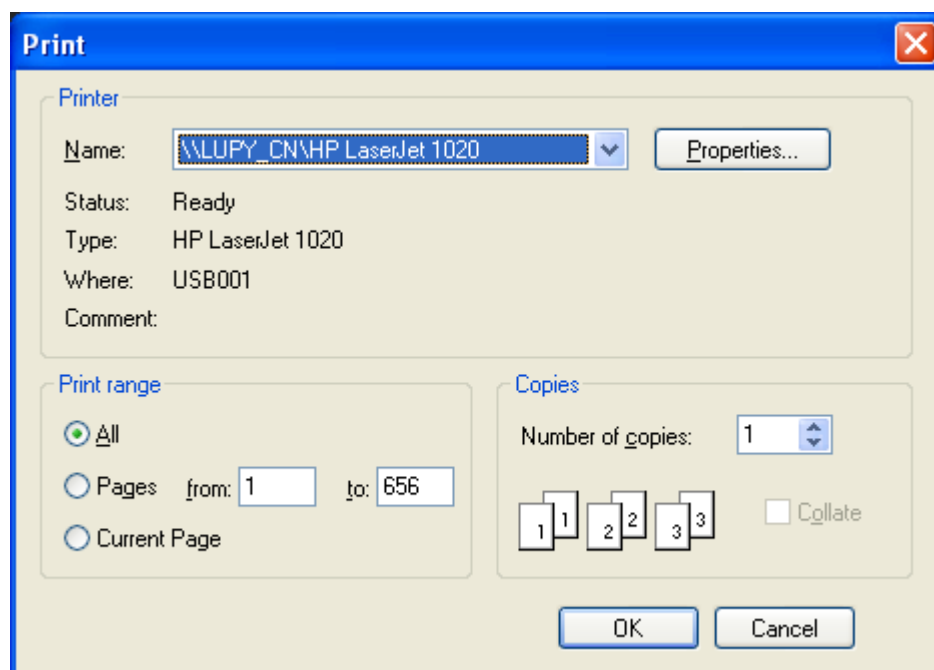 Print
Printer
Name: \\LUPY_CN\HP LaserJet 1020 Properties...
Status: Ready
Type: HP LaserJet 1020
Where: USB001
Comment:
Print range
All
Pages from: 1 to: 656
Current Page
Copies
Number of copies: 1
1 1 2 2 3 3 Collate
OK Cancel